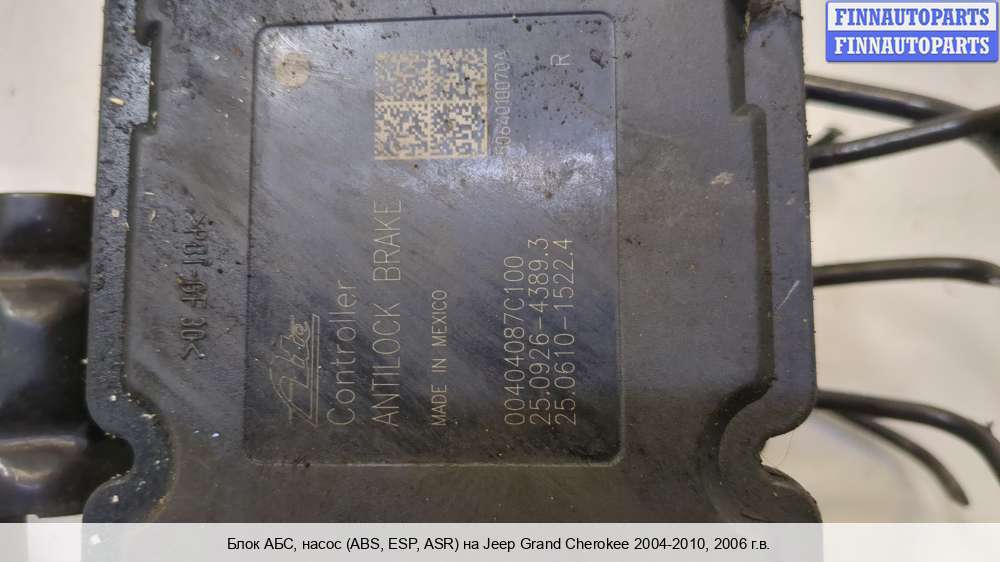 FINNAUTOPARTS
FINNAUTOPARTS
R
Ate
Controller
ANTILOCK BRAKE
MADE IN MEXICO
00404087C100
25.0926-4389.3
25.0610-1522.4
Блок АБС, насос (ABS, ESP, ASR) на Jeep Grand Cherokee 2004-2010, 2006 г.в.